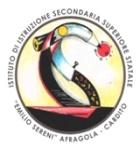 ISTITUTO DI ISTRUZIONE SECONDARIA SUPERIORE STATALE
"EMILIO SERENI" AFRAGOLA - CARDITO